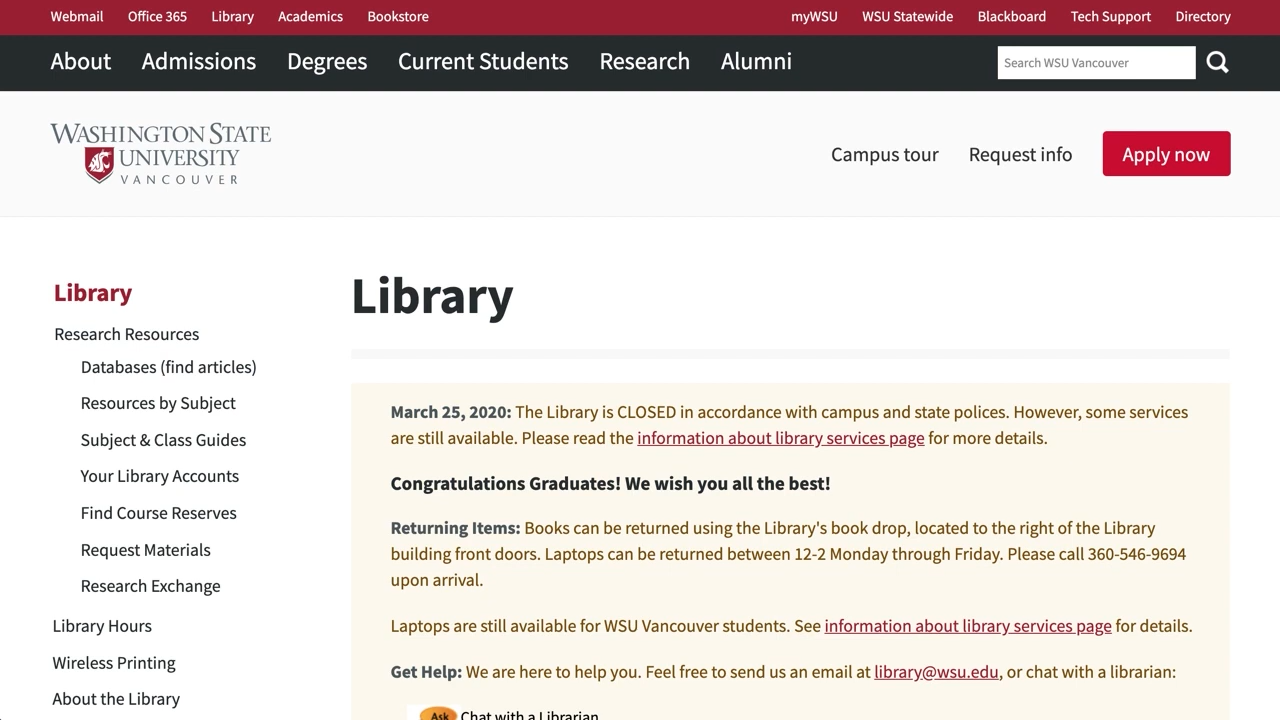 Webmail Office 365 Library Academics Bookstore myWSU WSU Statewide Blackboard Tech Support Directory
About Admissions Degrees Current Students Research Alumni Search WSU Vancouver
WASHINGTON STATE
UNIVERSITY
VANCOUVER
Campus tour Request info Apply now
Library
Research Resources
Databases (find articles)
Resources by Subject
Subject & Class Guides
Your Library Accounts
Find Course Reserves
Request Materials
Research Exchange
Library Hours
Wireless Printing
About the Library
Library
March 25, 2020: The Library is CLOSED in accordance with campus and state polices. However, some services
are still available. Please read the information about library services page for more details.
Congratulations Graduates! We wish you all the best!
Returning Items: Books can be returned using the Library's book drop, located to the right of the Library
building front doors. Laptops can be returned between 12-2 Monday through Friday. Please call 360-546-9694
upon arrival.
Laptops are still available for WSU Vancouver students. See information about library services page for details.
Get Help: We are here to help you. Feel free to send us an email at library@wsu.edu, or chat with a librarian:
Ask Chat with a Librarian